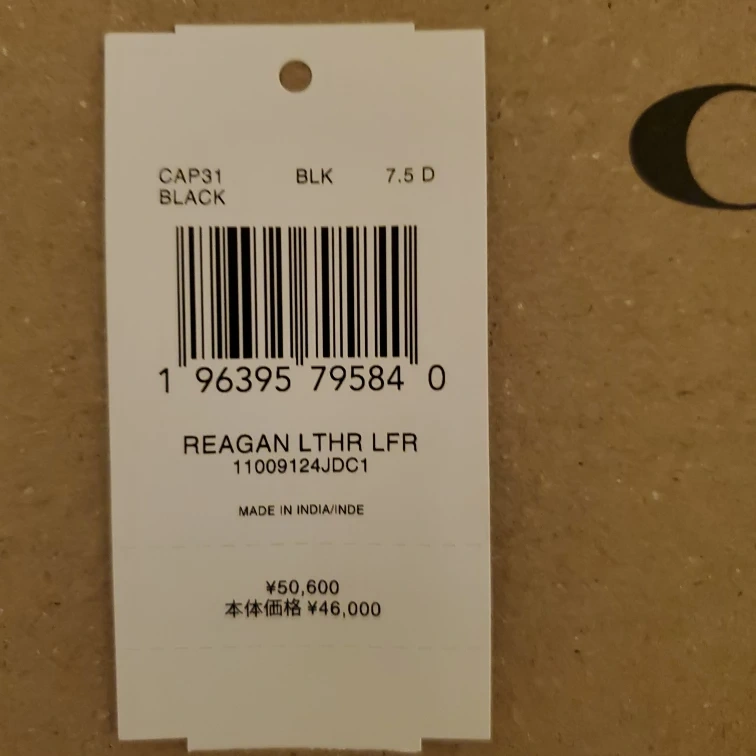 CAP31 BLK 7.5 D
BLACK
1 96395 79584 0
REAGAN LTHR LFR
11009124JDC1
MADE IN INDIA/INDE
¥50,600
本体価格 ¥46,000
C